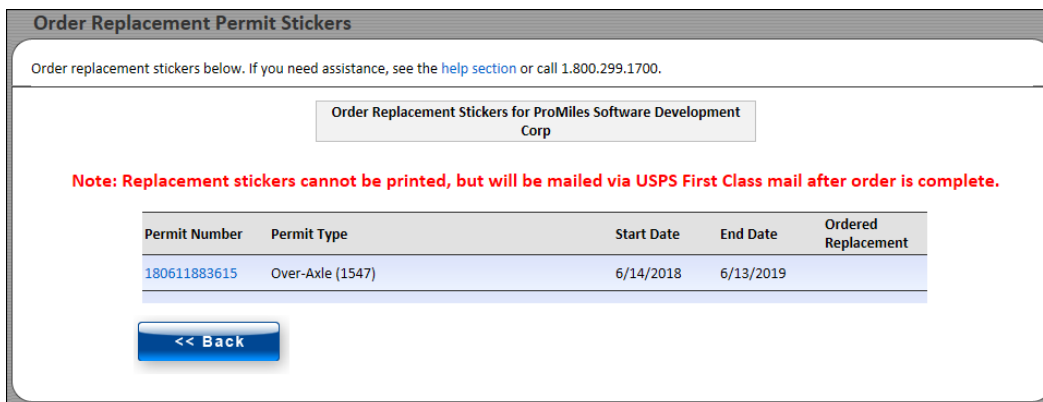 Order Replacement Permit Stickers
Order replacement stickers below. If you need assistance, see the help section or call 1.800.299.1700.
Order Replacement Stickers for ProMiles Software Development
Corp
Note: Replacement stickers cannot be printed, but will be mailed via USPS First Class mail after order is complete.
Permit Number Permit Type Start Date End Date Ordered Replacement
180611883615 Over-Axle (1547) 6/14/2018 6/13/2019
<< Back